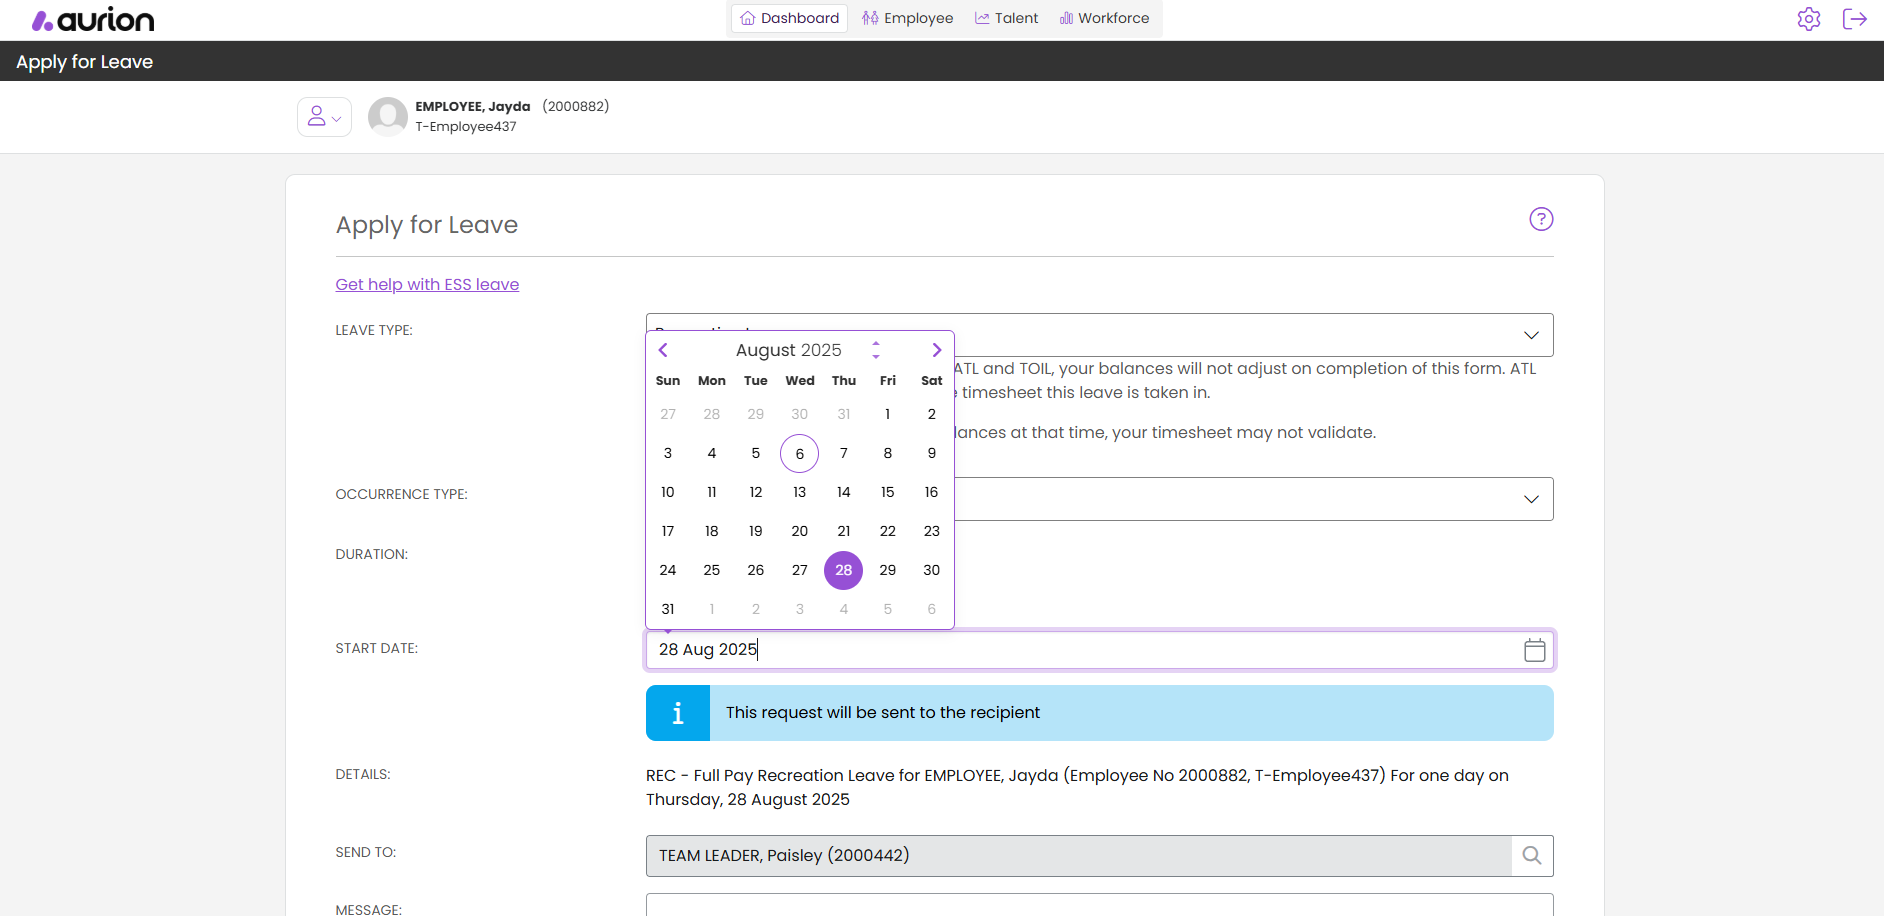 aurion
Dashboard Employee Talent Workforce
Apply for Leave
EMPLOYEE, Jayda (2000882)
T-Employee437
Apply for Leave
?
Get help with ESS leave
LEAVE TYPE:
ATL and TOIL, your balances will not adjust on completion of this form. ATL
timesheet this leave is taken in.
at that time, your timesheet may not validate.
August 2025
Sun Mon Tue Wed Thu Fri Sat
27 28 29 30 31 1 2
3 4 5 6 7 8 9
10 11 12 13 14 15 16
17 18 19 20 21 22 23
24 25 26 27 28 29 30
31 1 2 3 4 5 6
OCCURRENCE TYPE:
DURATION:
START DATE:
28 Aug 2025
i This request will be sent to the recipient
DETAILS:
REC - Full Pay Recreation Leave for EMPLOYEE, Jayda (Employee No 2000882, T-Employee437) For one day on
Thursday, 28 August 2025
SEND TO:
TEAM LEADER, Paisley (2000442)
MESSAGE: